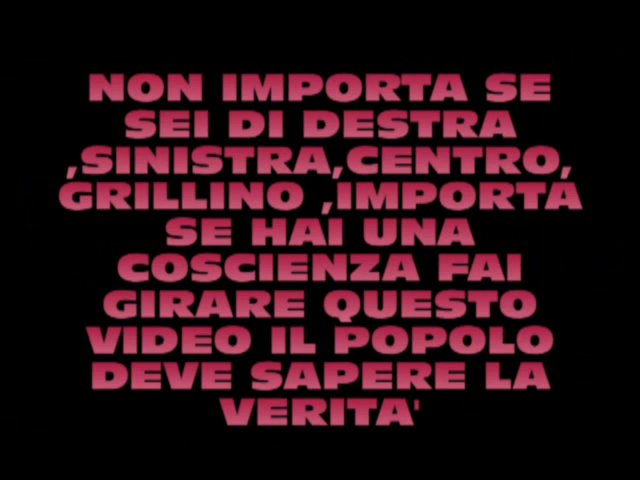 NON IMPORTA SE
SEI DI DESTRA
,SINISTRA,CENTRO,
GRILLINO ,IMPORTA
SE HAI UNA
COSCIENZA FAI
GIRARE QUESTO
VIDEO IL POPOLO
DEVE SAPERE LA
VERITA'